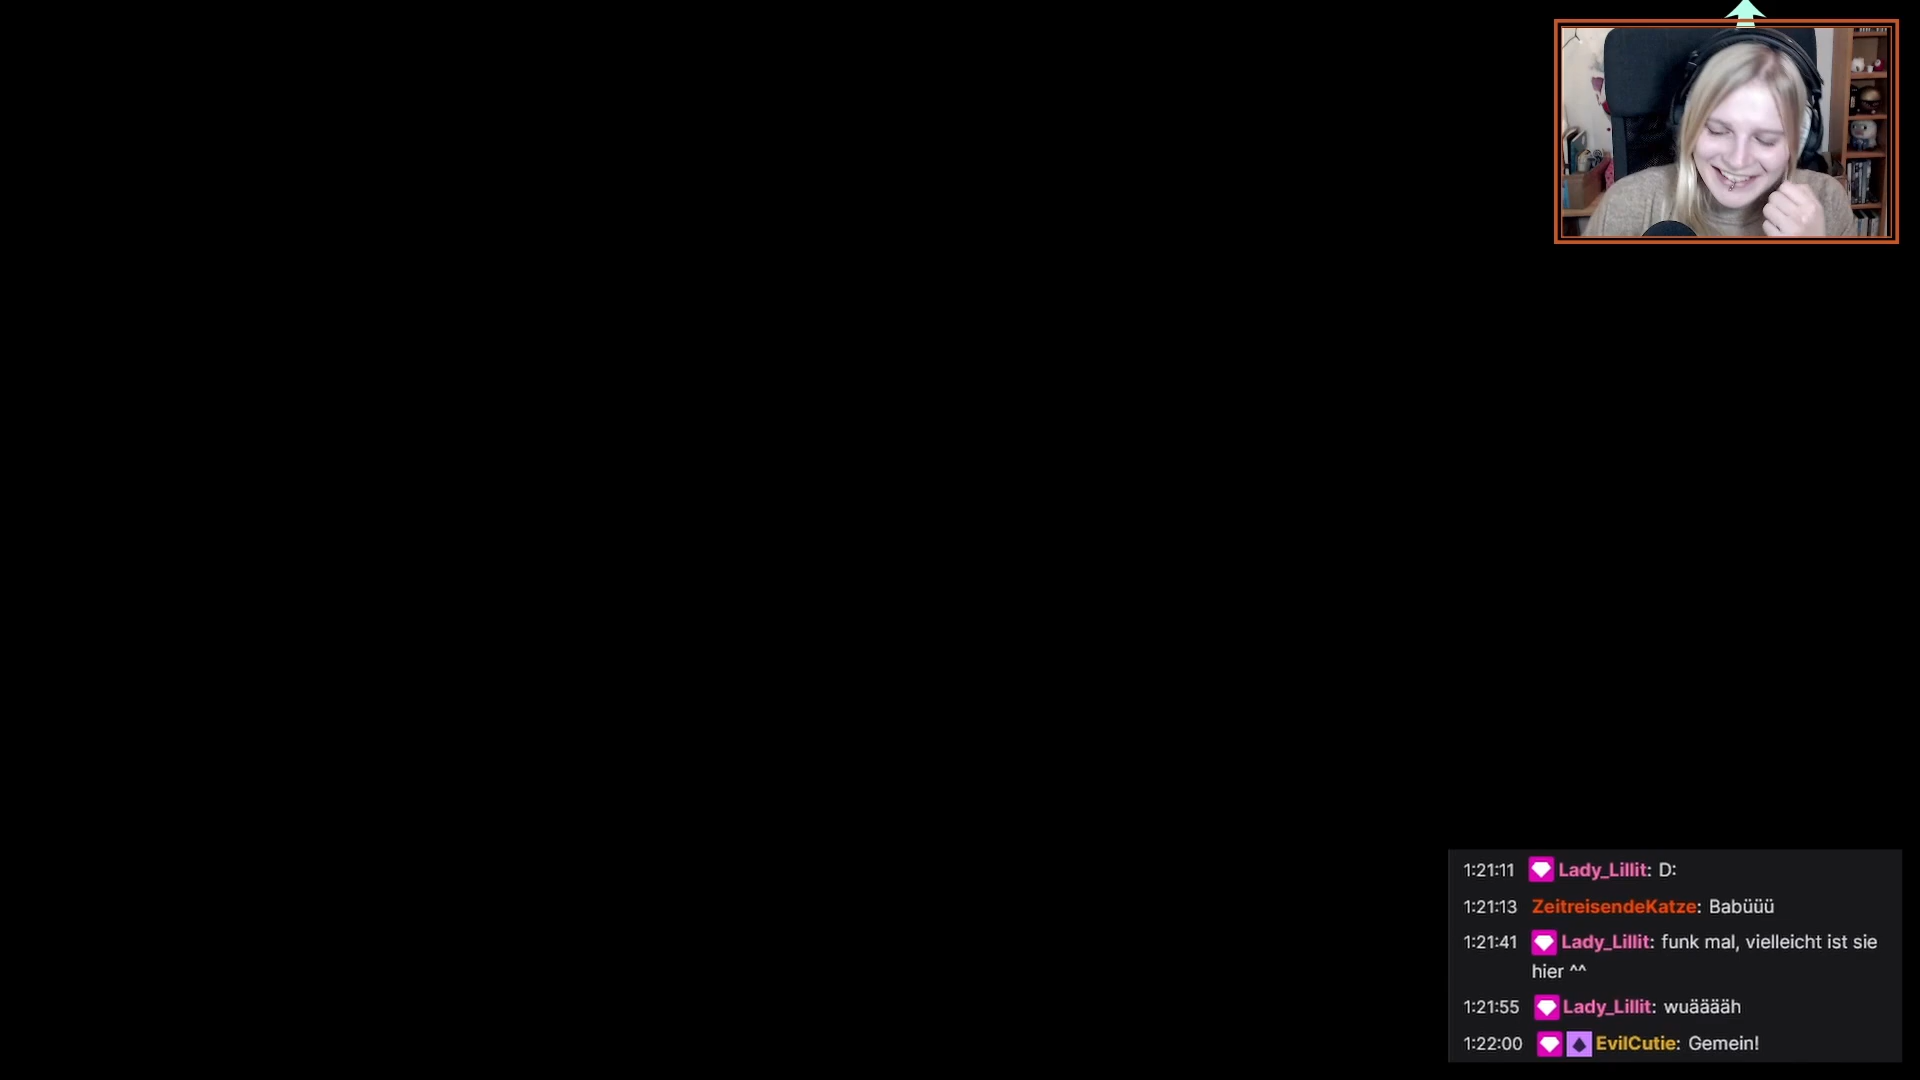 1:21:11 Lady_Lillit: D:
1:21:13 ZeitreisendeKatze: Babüüü
1:21:41 Lady_Lillit: funk mal, vielleicht ist sie
hier ^^
1:21:55 Lady_Lillit: wuääääh
1:22:00 EvilCutie: Gemein!